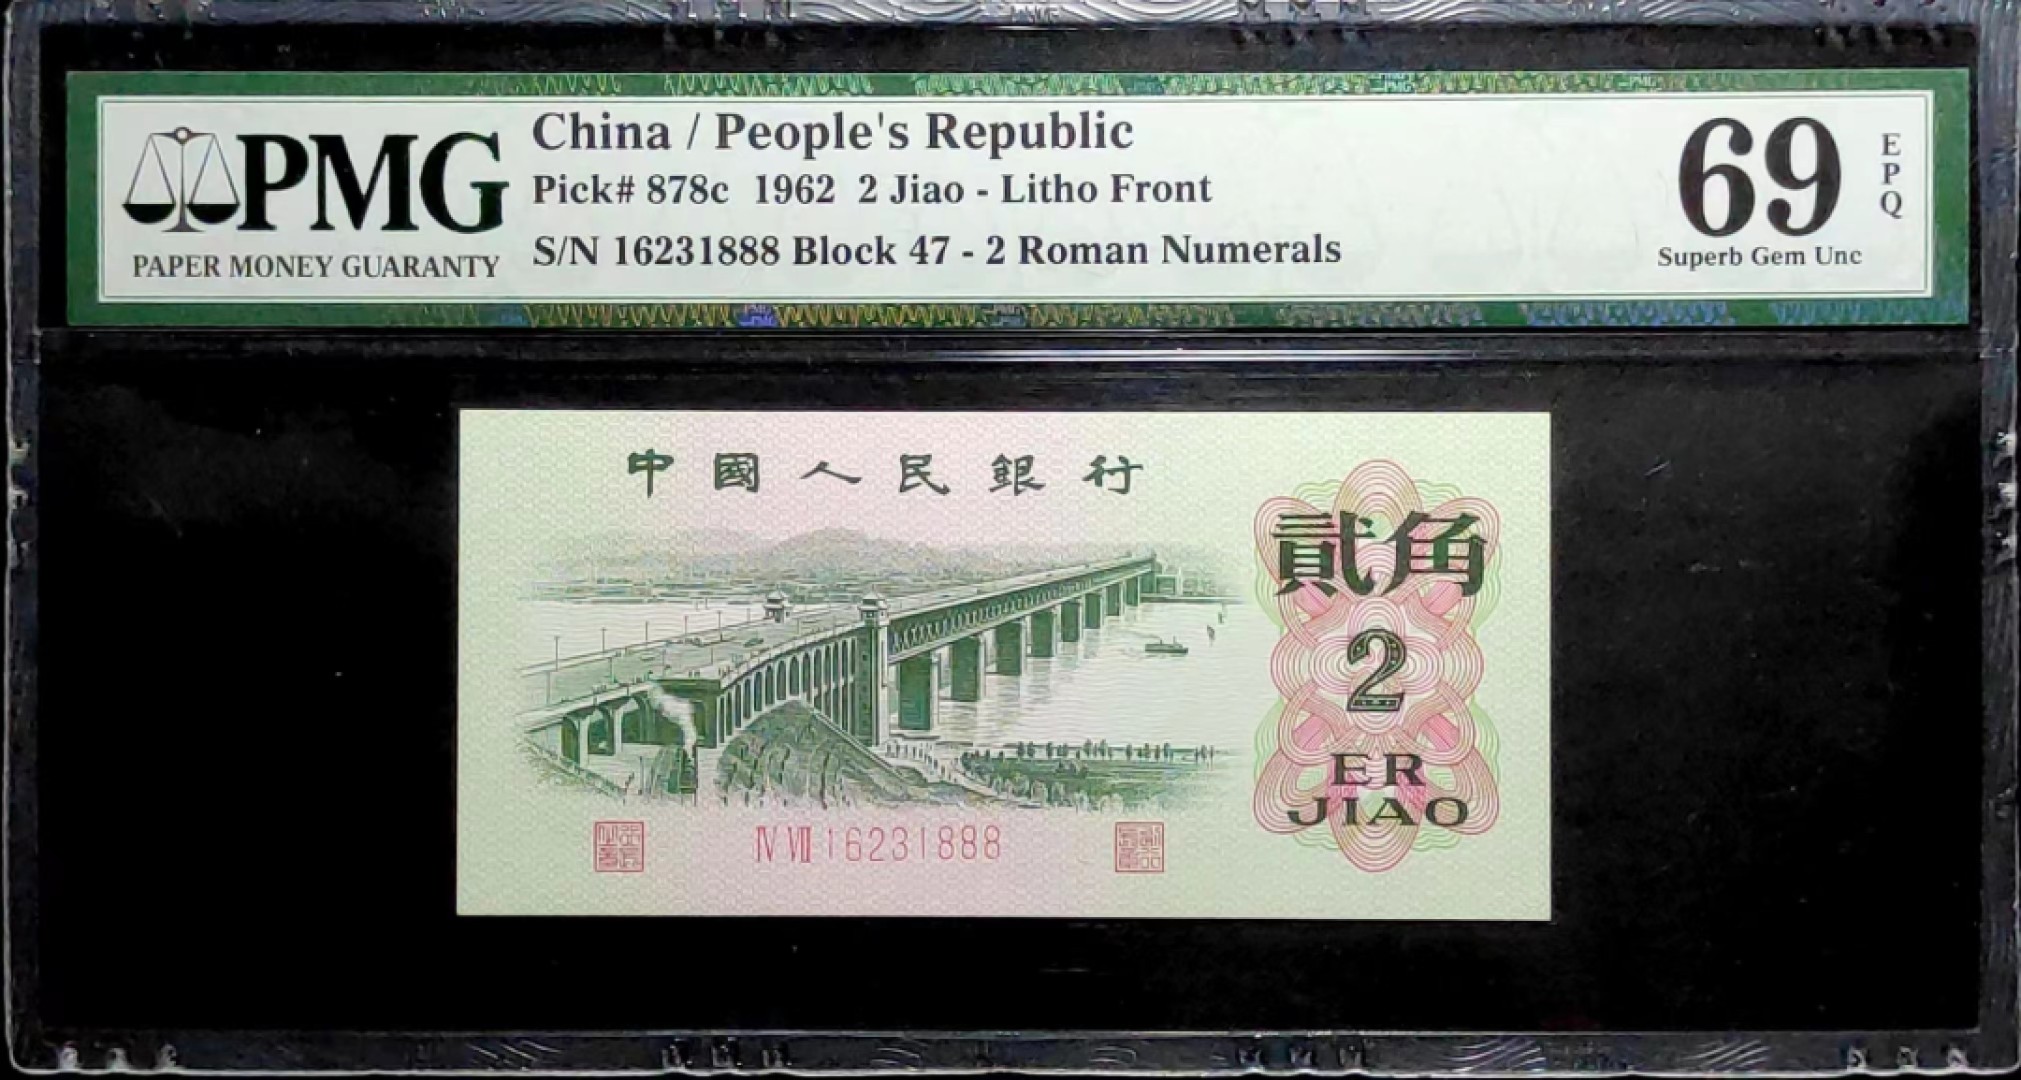 PMG
PAPER MONEY GUARANTY
China / People's Republic
Pick# 878c 1962 2 Jiao - Litho Front
S/N 16231888 Block 47 - 2 Roman Numerals
69
EPQ
Superb Gem Unc
中國人民銀行
貳角
2
ER
JIAO
IV VII 16231888